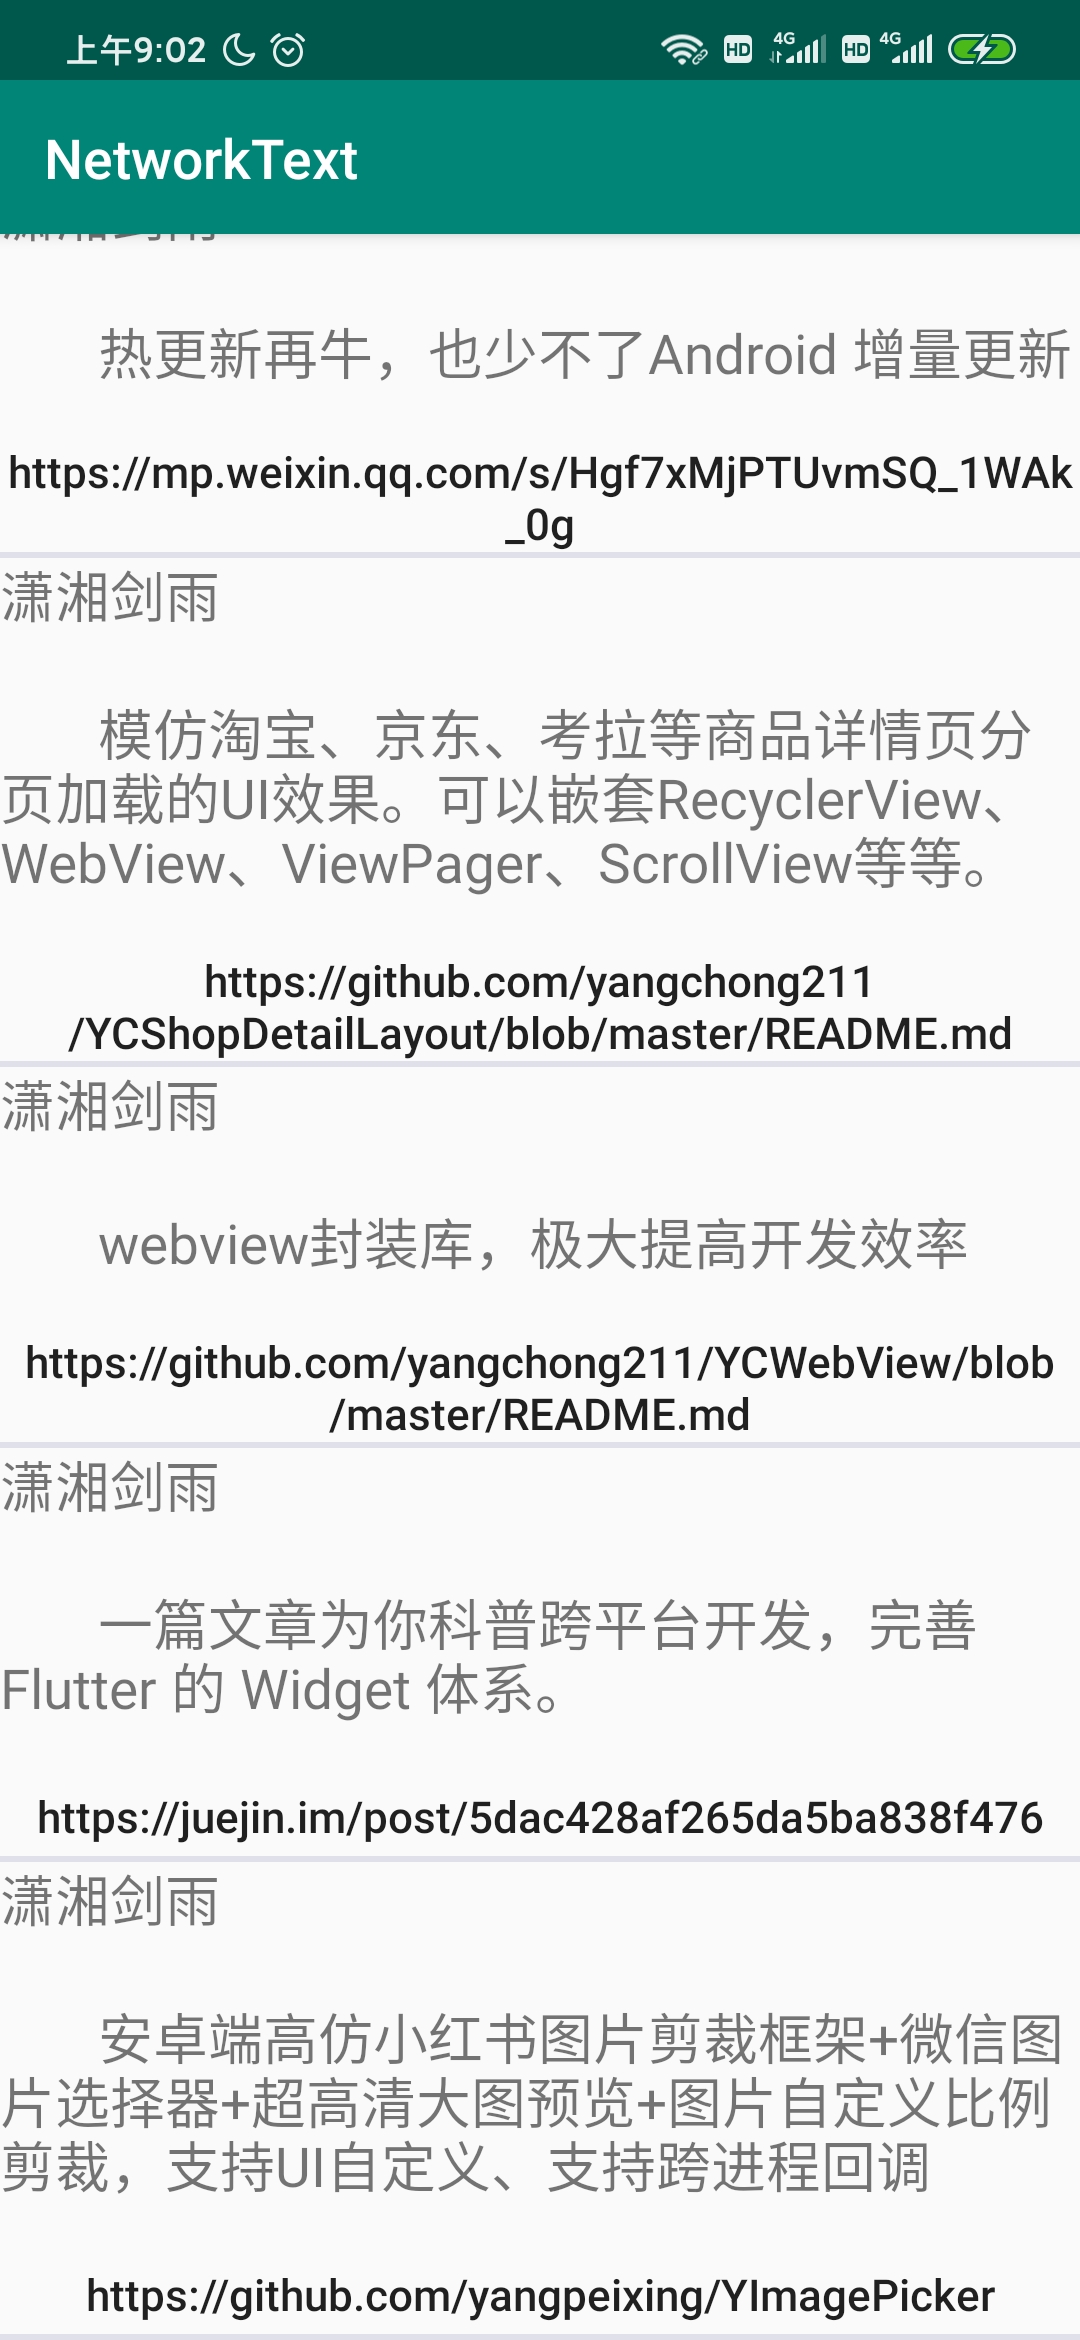 上午9:02
HD
4G
HD
4G
NetworkText
热更新再牛，也少不了Android 增量更新
https://mp.weixin.qq.com/s/Hgf7xMjPTUvmSQ_1WAk
_0g
潇湘剑雨
模仿淘宝、京东、考拉等商品详情页分
页加载的UI效果。可以嵌套RecyclerView、
WebView、ViewPager、ScrollView等等。
https://github.com/yangchong211
/YCShopDetailLayout/blob/master/README.md
潇湘剑雨
webview封装库，极大提高开发效率
https://github.com/yangchong211/YCWebView/blob
/master/README.md
潇湘剑雨
一篇文章为你科普跨平台开发，完善
Flutter 的 Widget 体系。
https://juejin.im/post/5dac428af265da5ba838f476
潇湘剑雨
安卓端高仿小红书图片剪裁框架+微信图
片选择器+超高清大图预览+图片自定义比例
剪裁，支持UI自定义、支持跨进程回调
https://github.com/yangpeixing/YImagePicker